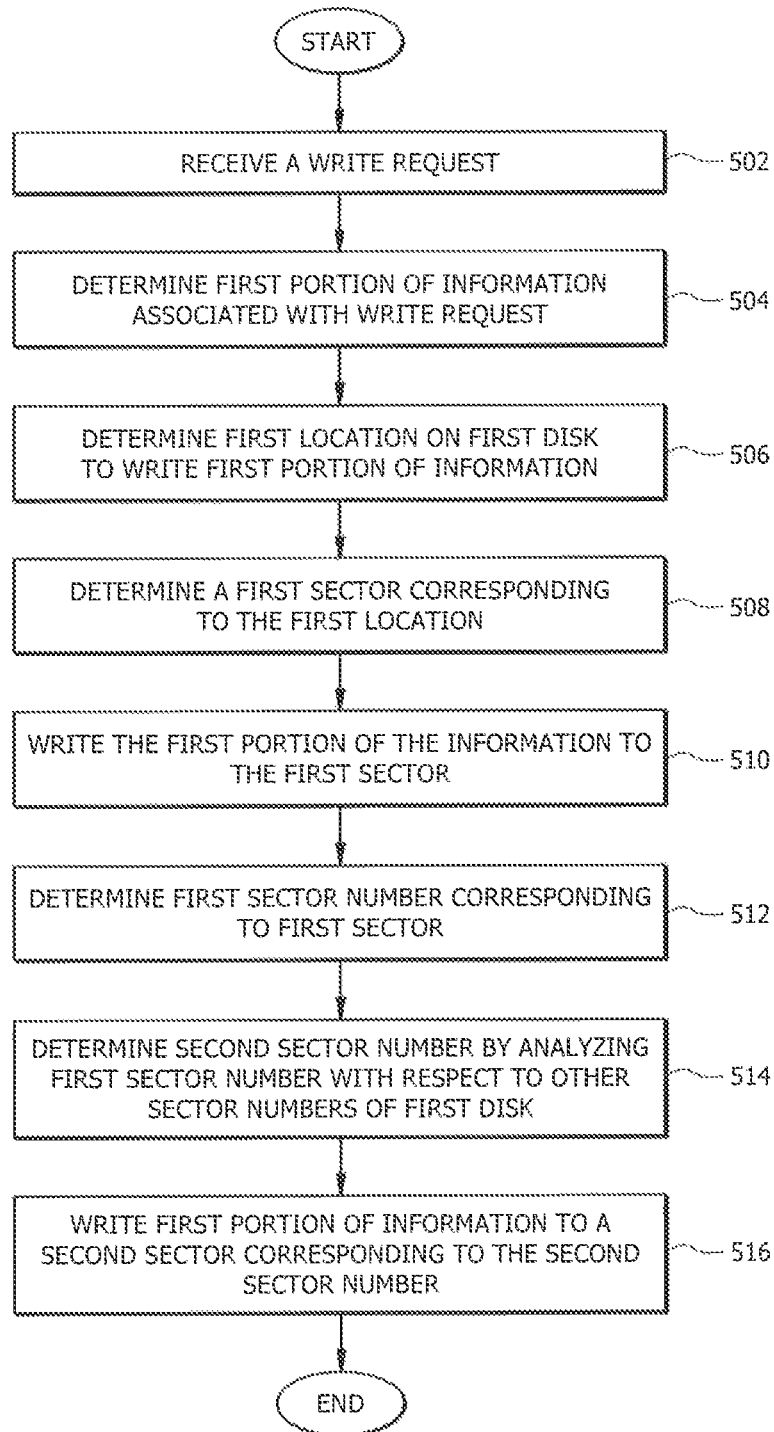 START
RECEIVE A WRITE REQUEST
502
DETERMINE FIRST PORTION OF INFORMATION
ASSOCIATED WITH WRITE REQUEST
504
DETERMINE FIRST LOCATION ON FIRST DISK
TO WRITE FIRST PORTION OF INFORMATION
506
DETERMINE A FIRST SECTOR CORRESPONDING
TO THE FIRST LOCATION
508
WRITE THE FIRST PORTION OF THE INFORMATION TO
THE FIRST SECTOR
510
DETERMINE FIRST SECTOR NUMBER CORRESPONDING
TO FIRST SECTOR
512
DETERMINE SECOND SECTOR NUMBER BY ANALYZING
FIRST SECTOR NUMBER WITH RESPECT TO OTHER
SECTOR NUMBERS OF FIRST DISK
514
WRITE FIRST PORTION OF INFORMATION TO A
SECOND SECTOR CORRESPONDING TO THE SECOND
SECTOR NUMBER
516
END